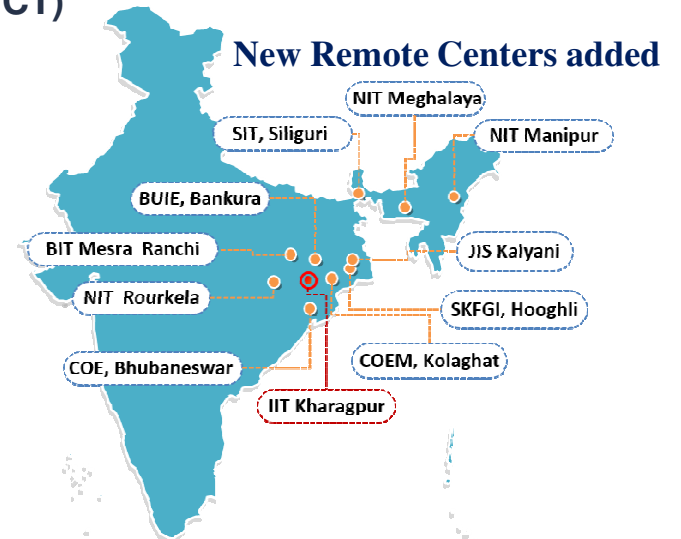 CT)
New Remote Centers added
NIT Meghalaya
SIT, Siliguri
NIT Manipur
BUIE, Bankura
BIT Mesra Ranchi
JIS Kalyani
NIT Rourkela
SKFGI, Hooghli
COE, Bhubaneswar
COEM, Kolaghat
IIT Kharagpur